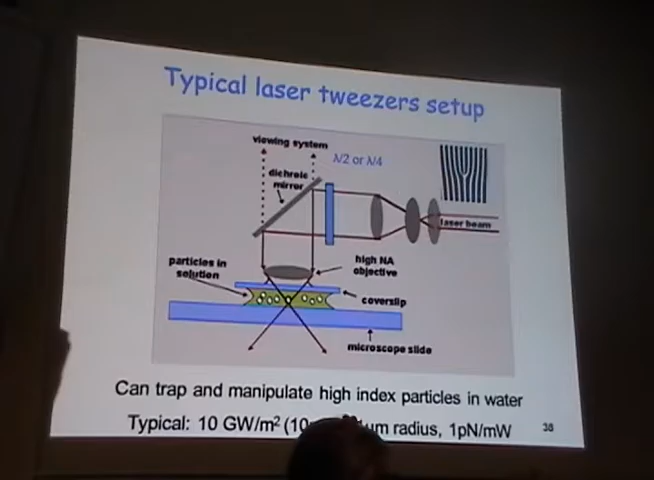 Typical laser tweezers setup
viewing system
λ/2 or λ/4
dichroic
mirror
laser beam
particles in
solution
high NA
objective
coverslip
microscope slide
Can trap and manipulate high index particles in water
Typical: 10 GW/m² (10 μm radius, 1pN/mW
38